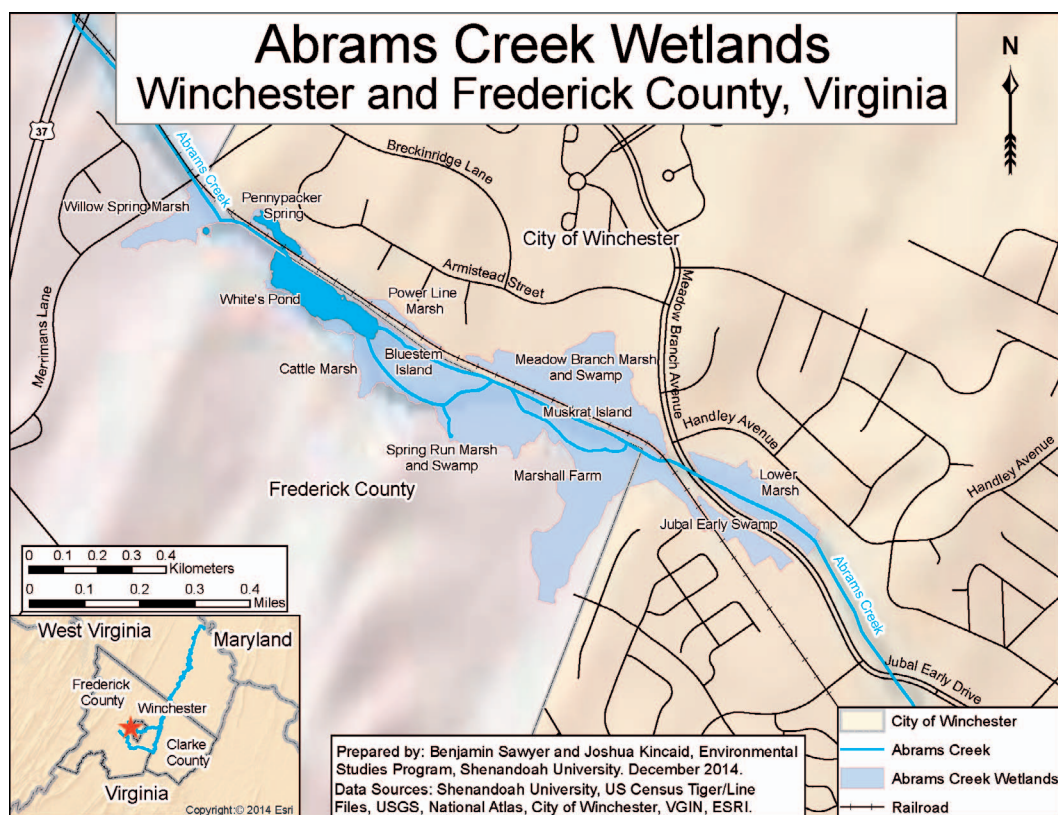 Abrams Creek Wetlands
Winchester and Frederick County, Virginia
N
37
Abrams Creek
Breckinridge Lane
Willow Spring Marsh
Pennypacker
Spring
City of Winchester
Armistead Street
Merrimans Lane
White's Pond
Power Line
Marsh
Meadow Branch Avenue
Bluestem
Island
Cattle Marsh
Meadow Branch Marsh
and Swamp
Muskrat Island
Handley Avenue
Handley Avenue
Spring Run Marsh
and Swamp
Marshall Farm
Lower
Marsh
Frederick County
Jubal Early Swamp
Abrams Creek
Jubal Early Drive
0 0.1 0.2 0.3 0.4
Kilometers
0 0.1 0.2 0.4
Miles
West Virginia
Maryland
Frederick
County
Winchester
Clarke
County
Virginia
Copyright:© 2014 Esri
Prepared by: Benjamin Sawyer and Joshua Kincaid, Environmental
Studies Program, Shenandoah University. December 2014.
Data Sources: Shenandoah University, US Census Tiger/Line
Files, USGS, National Atlas, City of Winchester, VGIN, ESRI.
City of Winchester
Abrams Creek
Abrams Creek Wetlands
Railroad